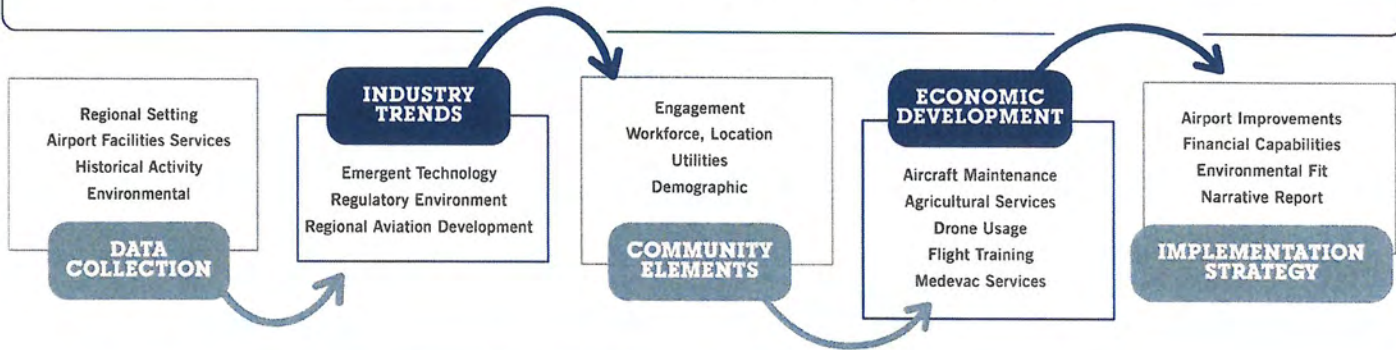 Regional Setting
Airport Facilities Services
Historical Activity
Environmental
DATA
COLLECTION
INDUSTRY
TRENDS
Emergent Technology
Regulatory Environment
Regional Aviation Development
Engagement
Workforce, Location
Utilities
Demographic
COMMUNITY
ELEMENTS
ECONOMIC
DEVELOPMENT
Aircraft Maintenance
Agricultural Services
Drone Usage
Flight Training
Medevac Services
Airport Improvements
Financial Capabilities
Environmental Fit
Narrative Report
IMPLEMENTATION
STRATEGY